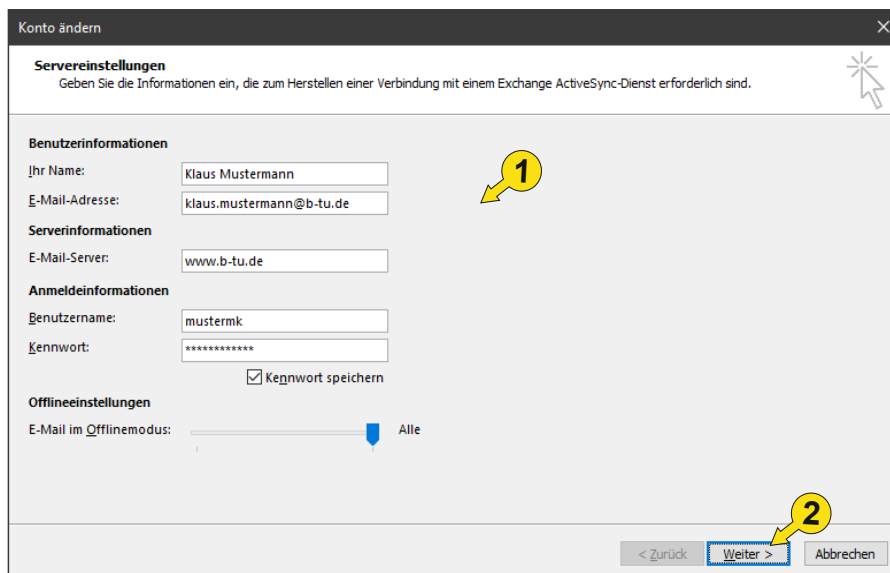 Konto ändern
Servereinstellungen
Geben Sie die Informationen ein, die zum Herstellen einer Verbindung mit einem Exchange ActiveSync-Dienst erforderlich sind.
Benutzerinformationen
Ihr Name: Klaus Mustermann
E-Mail-Adresse: klaus.mustermann@b-tu.de
1
Serverinformationen
E-Mail-Server: www.b-tu.de
Anmeldeinformationen
Benutzername: mustermk
Kennwort: ************
Kennwort speichern
Offlineeinstellungen
E-Mail im Offlinemodus: Alle
2
< Zurück Weiter > Abbrechen